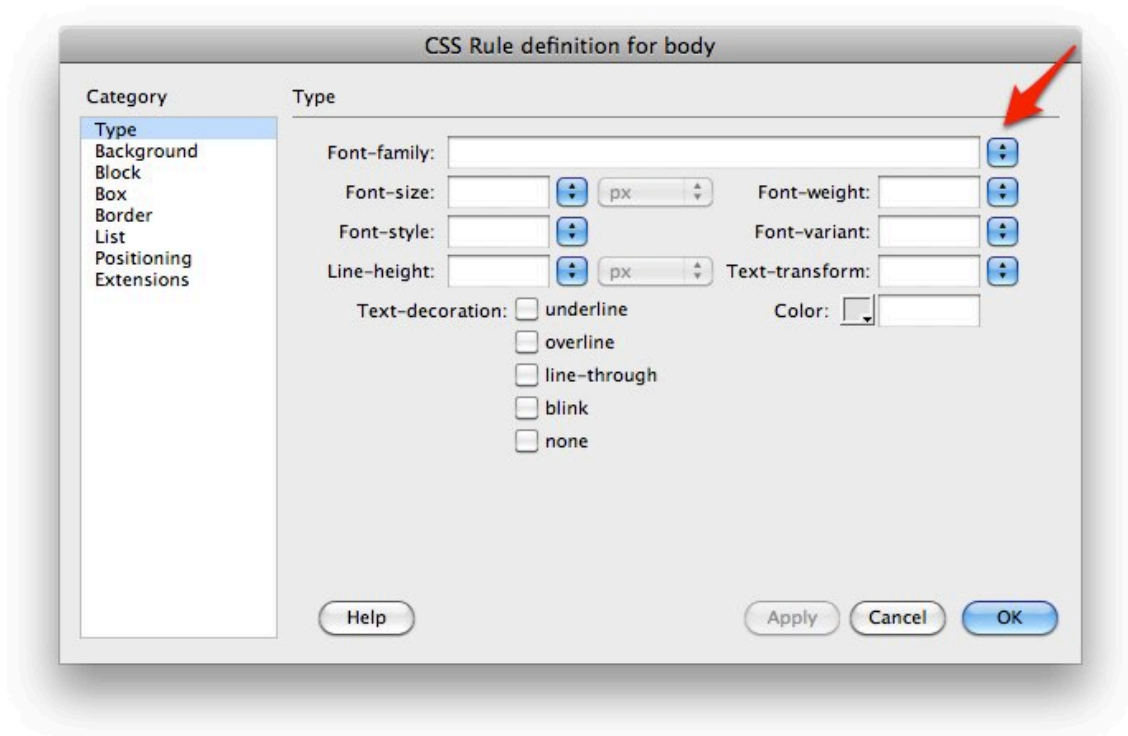 CSS Rule definition for body
Category
Type
Background
Block
Box
Border
List
Positioning
Extensions
Type
Font-family:
Font-size: px Font-weight:
Font-style: Font-variant:
Line-height: px Text-transform:
Text-decoration: underline Color:
overline
line-through
blink
none
Help Apply Cancel OK